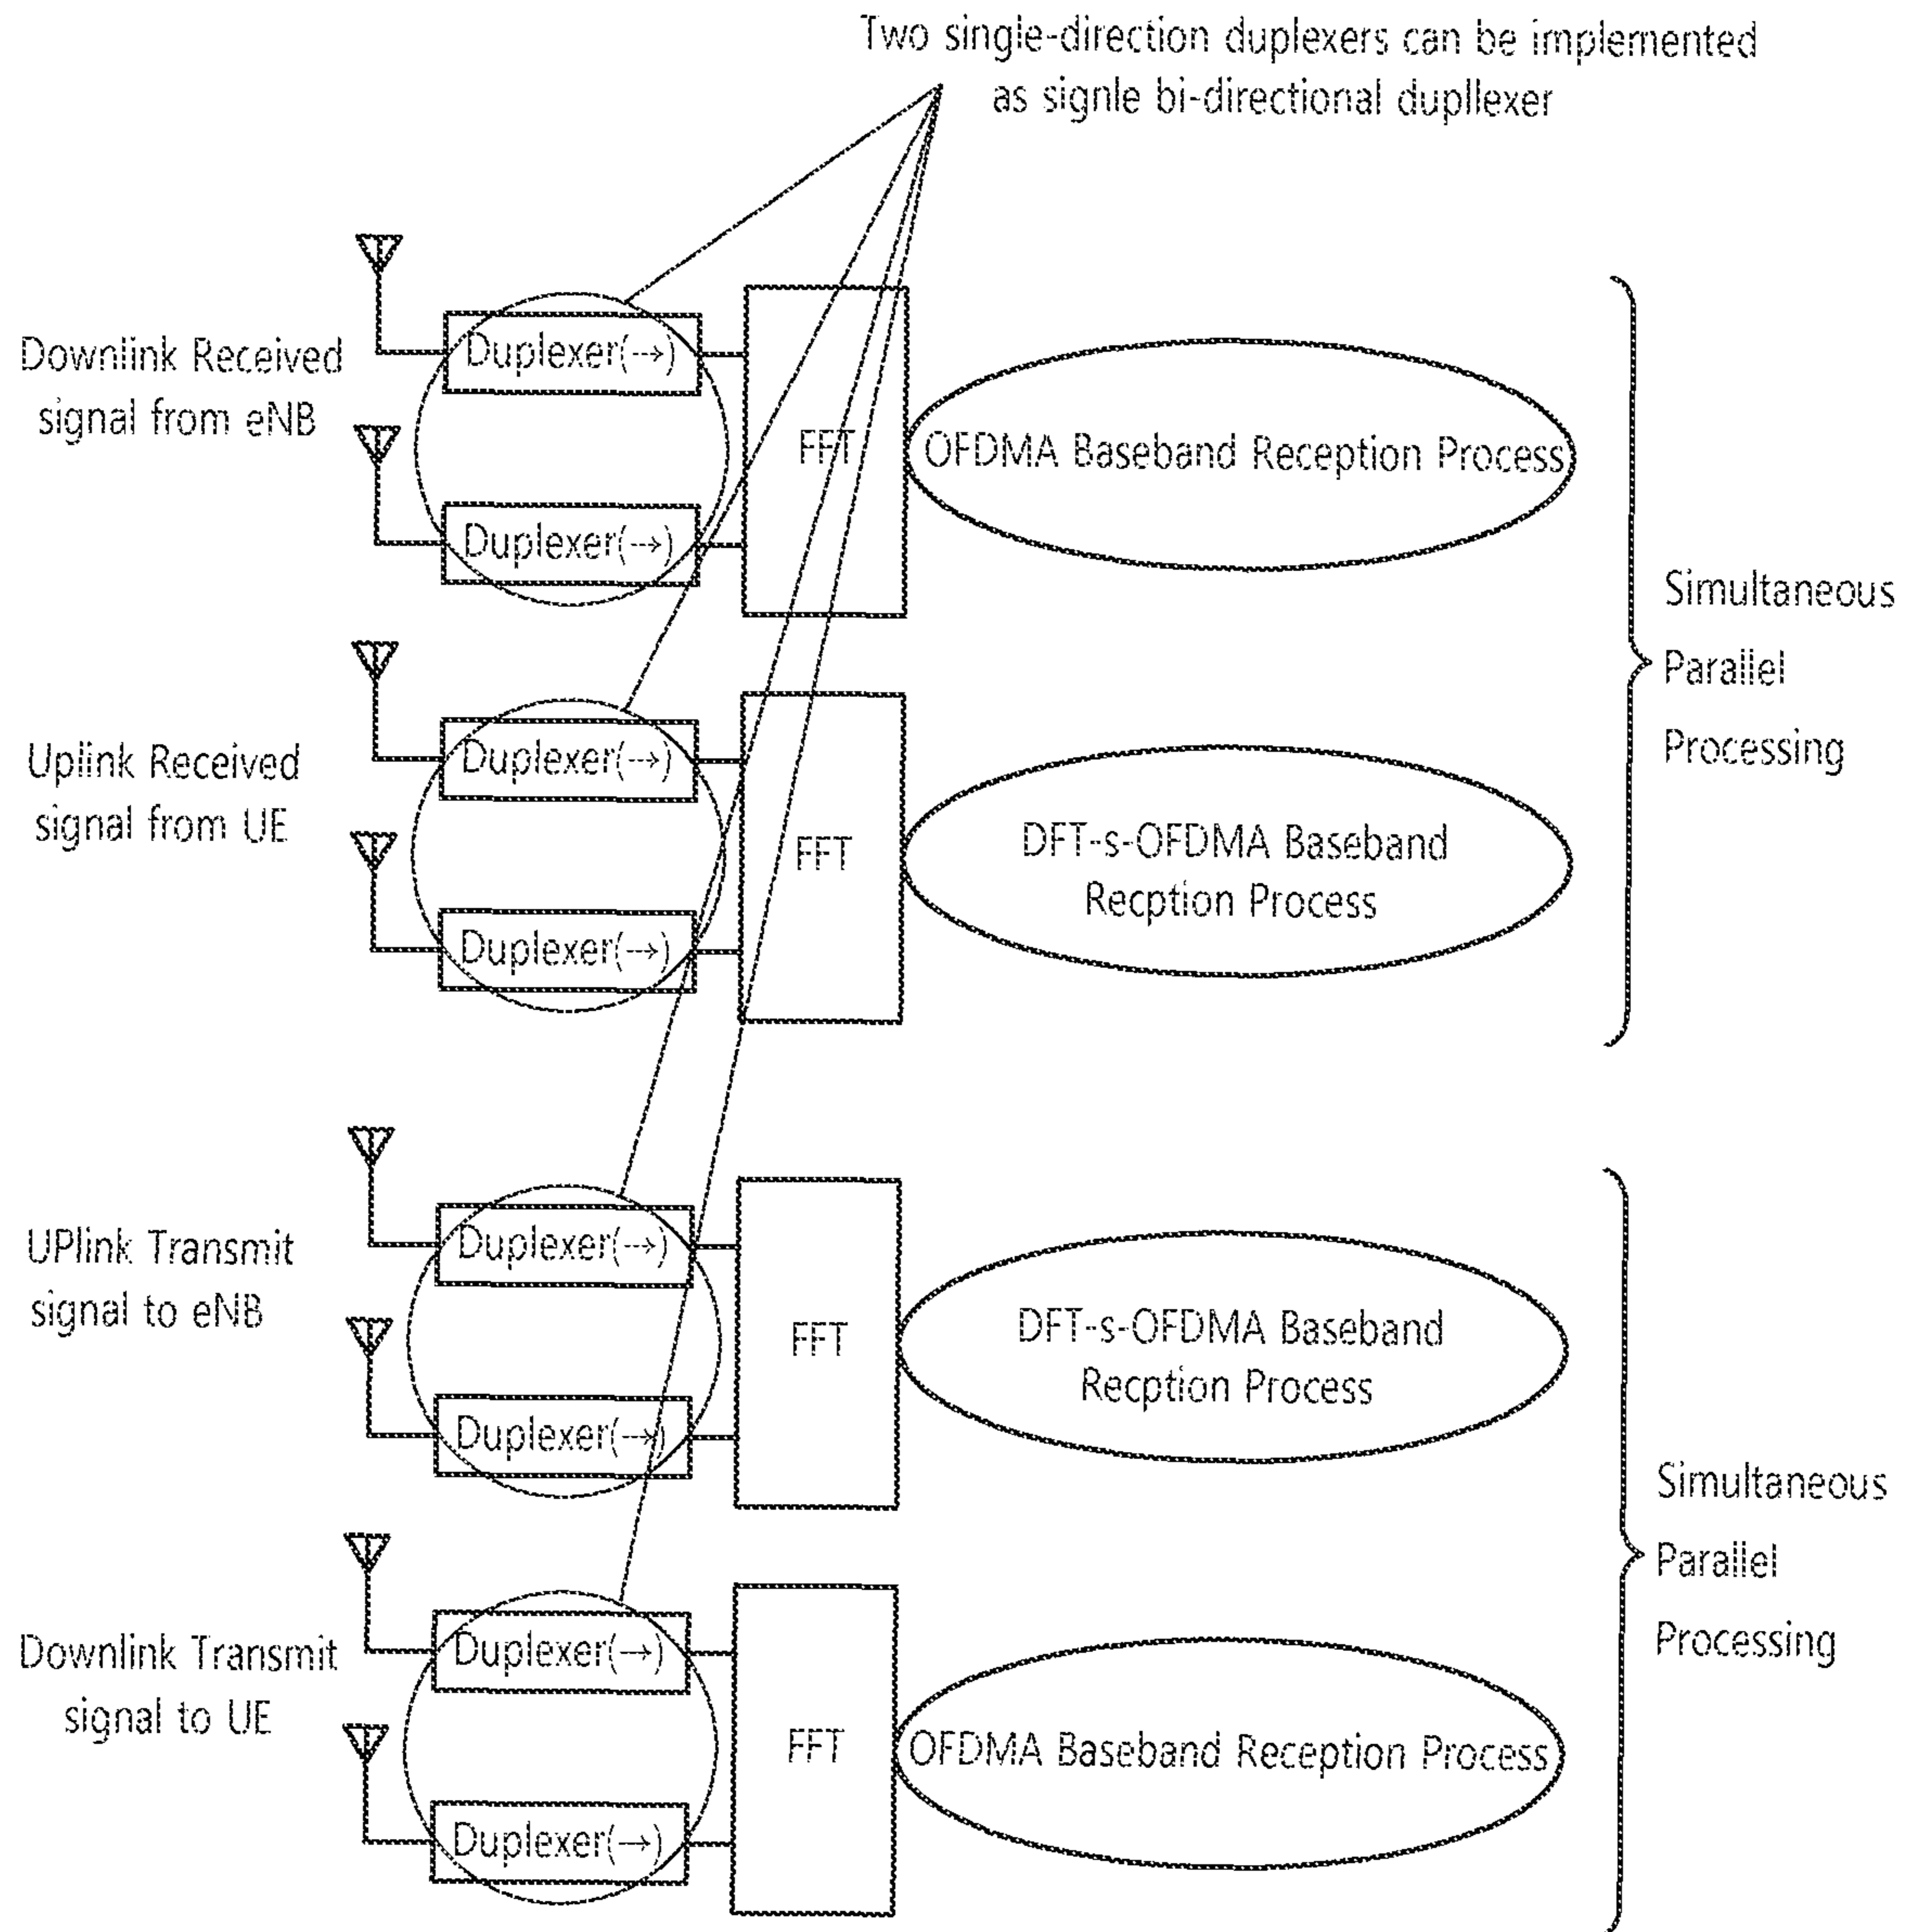 Two single-direction duplexers can be implemented
as signle bi-directional dupllexer
Downlink Received
signal from eNB
Duplexer(→)
Duplexer(→)
FFT
OFDMA Baseband Reception Process
Uplink Received
signal from UE
Duplexer(→)
Duplexer(→)
FFT
DFT-s-OFDMA Baseband
Recption Process
Simultaneous
Parallel
Processing
UPlink Transmit
signal to eNB
Duplexer(→)
Duplexer(→)
FFT
DFT-s-OFDMA Baseband
Recption Process
Downlink Transmit
signal to UE
Duplexer(→)
Duplexer(→)
FFT
OFDMA Baseband Reception Process
Simultaneous
Parallel
Processing